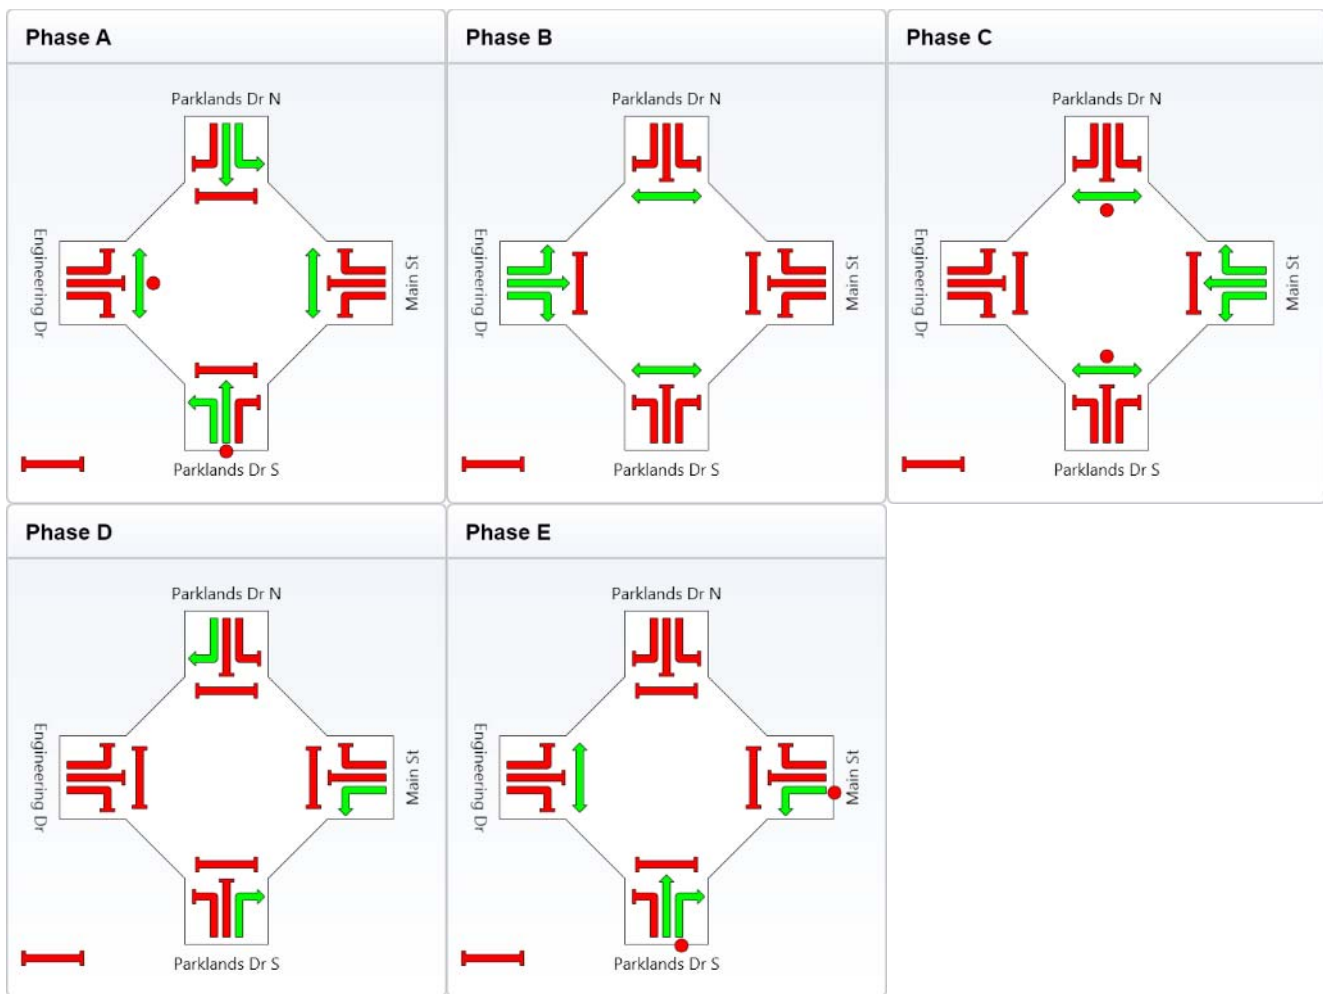 Phase A
Phase B
Phase C
Parklands Dr N
Parklands Dr N
Parklands Dr N
Engineering Dr
Main St
Engineering Dr
Main St
Engineering Dr
Main St
Parklands Dr S
Parklands Dr S
Parklands Dr S
Phase D
Phase E
Parklands Dr N
Parklands Dr N
Engineering Dr
Main St
Engineering Dr
Main St
Parklands Dr S
Parklands Dr S